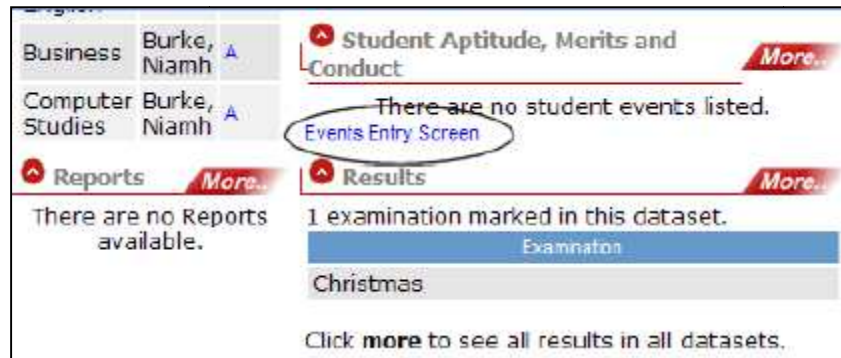 English
Business Burke, Niamh A
Computer Studies Burke, Niamh A
Student Aptitude, Merits and Conduct
More..
There are no student events listed.
Events Entry Screen
Reports More..
There are no Reports
available.
Results More..
1 examination marked in this dataset.
Examination
Christmas
Click more to see all results in all datasets.